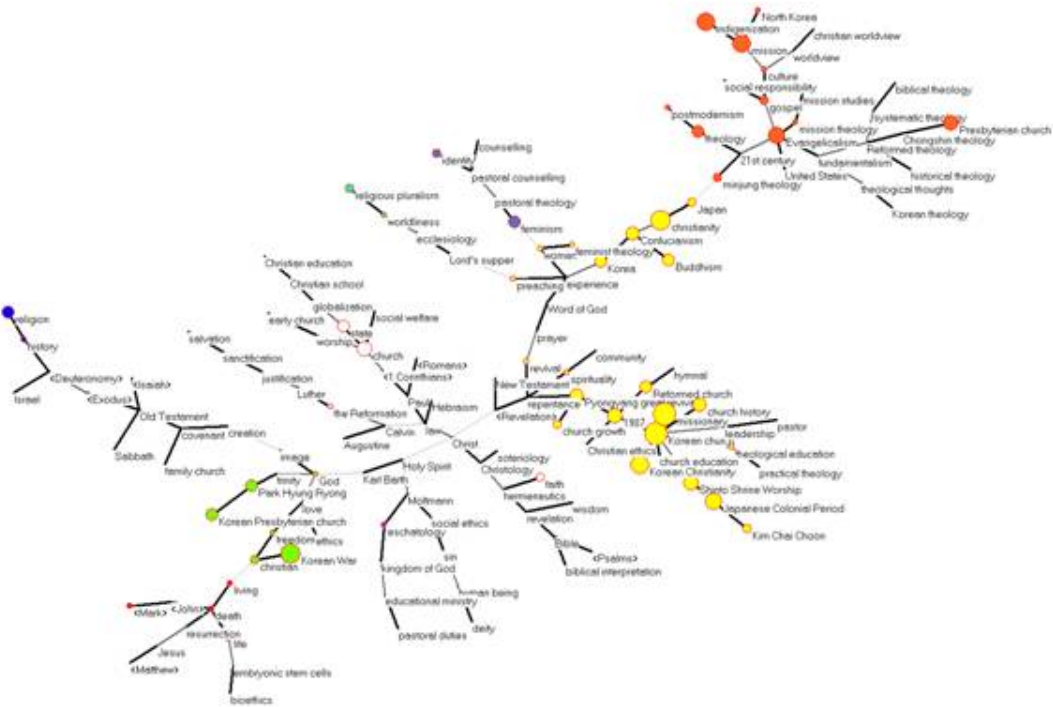 North Korea
indigenization
christian worldview
mission
worldview
culture
social responsibility
mission studies
biblical theology
gospel
postmodernism
systematic theology
Presbyterian church
theology
mission theology
Evangelicalism
Chongshin theology
Reformed theology
21st century
fundamentalism
United States
historical theology
minjung theology
theological thoughts
Korean theology
Japan
christianity
Confucianism
Buddhism
Korea
counselling
identity
pastoral counselling
pastoral theology
feminism
feminist theology
woman
religious pluralism
worldliness
ecclesiology
Lord's supper
preaching
experience
Word of God
prayer
revival
Christian education
Christian school
globalization
state
social welfare
early church
worship
church
<Romans>
<1 Corinthians>
Paul
Hebraism
law
religion
history
<Deuteronomy>
Israel
<Isaiah>
<Exodus>
Old Testament
Sabbath
covenant
creation
family church
salvation
sanctification
justification
Luther
the Reformation
Calvin
Augustine
New Testament
<Revelation>
repentance
community
spirituality
hymnal
Reformed church
Pyongyang great revival
1907
church growth
Christian ethics
church history
missionary
Korean church
leadership
pastor
church education
theological education
practical theology
Korean Christianity
Shinto Shrine Worship
Japanese Colonial Period
Kim Chai Choon
Christ
soteriology
Christology
faith
hermeneutics
wisdom
revelation
Bible
<Psalms>
biblical interpretation
Holy Spirit
Karl Barth
Moltmann
social ethics
eschatology
sin
kingdom of God
human being
educational ministry
deity
pastoral duties
image
God
trinity
Park Hyung Ryong
Korean Presbyterian church
love
freedom
ethics
Korean War
christian
living
<Mark>
<John>
death
resurrection
life
Jesus
<Matthew>
embryonic stem cells
bioethics